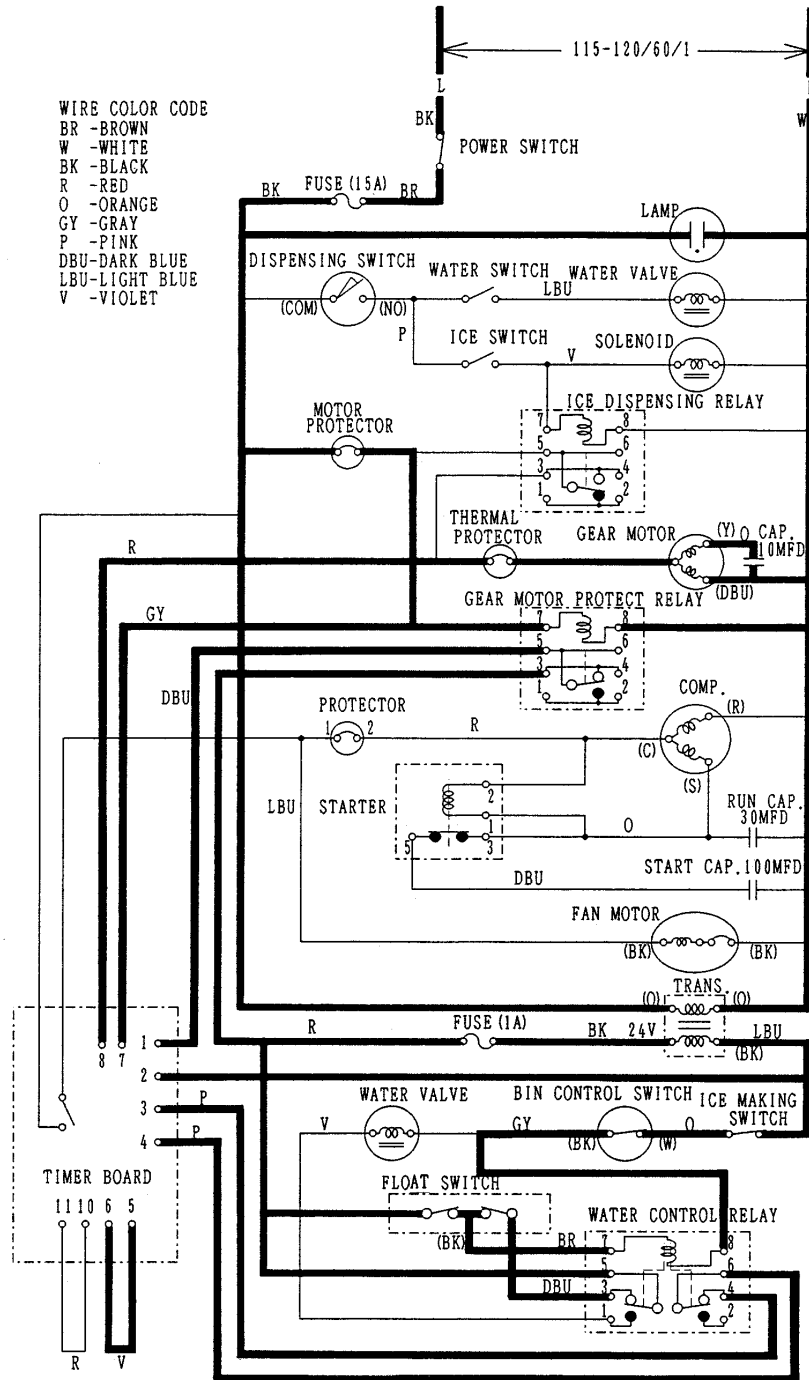 115-120/60/1
L
W
BK
WIRE COLOR CODE
BR -BROWN
W -WHITE
BK -BLACK
R -RED
O -ORANGE
GY -GRAY
P -PINK
DBU-DARK BLUE
LBU-LIGHT BLUE
V -VIOLET
POWER SWITCH
BK FUSE (15A) BR
LAMP
DISPENSING SWITCH WATER SWITCH WATER VALVE
LBU
(COM) (NO)
P ICE SWITCH SOLENOID
V
ICE DISPENSING RELAY
MOTOR
PROTECTOR
7 8
5 6
3 4
1 2
THERMAL
PROTECTOR
GEAR MOTOR (Y) O CAP.
10MFD
R
(DBU)
GEAR MOTOR PROTECT RELAY
GY
7 8
5 6
3 4
1 2
DBU
PROTECTOR
1 2 R
COMP.
(R)
(C)
(S)
LBU STARTER
2
1
5 3
O
RUN CAP.
30MFD
DBU START CAP.100MFD
FAN MOTOR
(BK) (BK)
TRANS.
(O) (O)
R FUSE (1A) BK 24V LBU
(BK)
8 7 1
2
3 P
4 P
WATER VALVE BIN CONTROL SWITCH ICE MAKING
SWITCH
V GY (BK) (W) O
TIMER BOARD
11 10 6 5
FLOAT SWITCH
WATER CONTROL RELAY
(BK) BR 7 8
5 6
DBU 3 4
1 2
R V